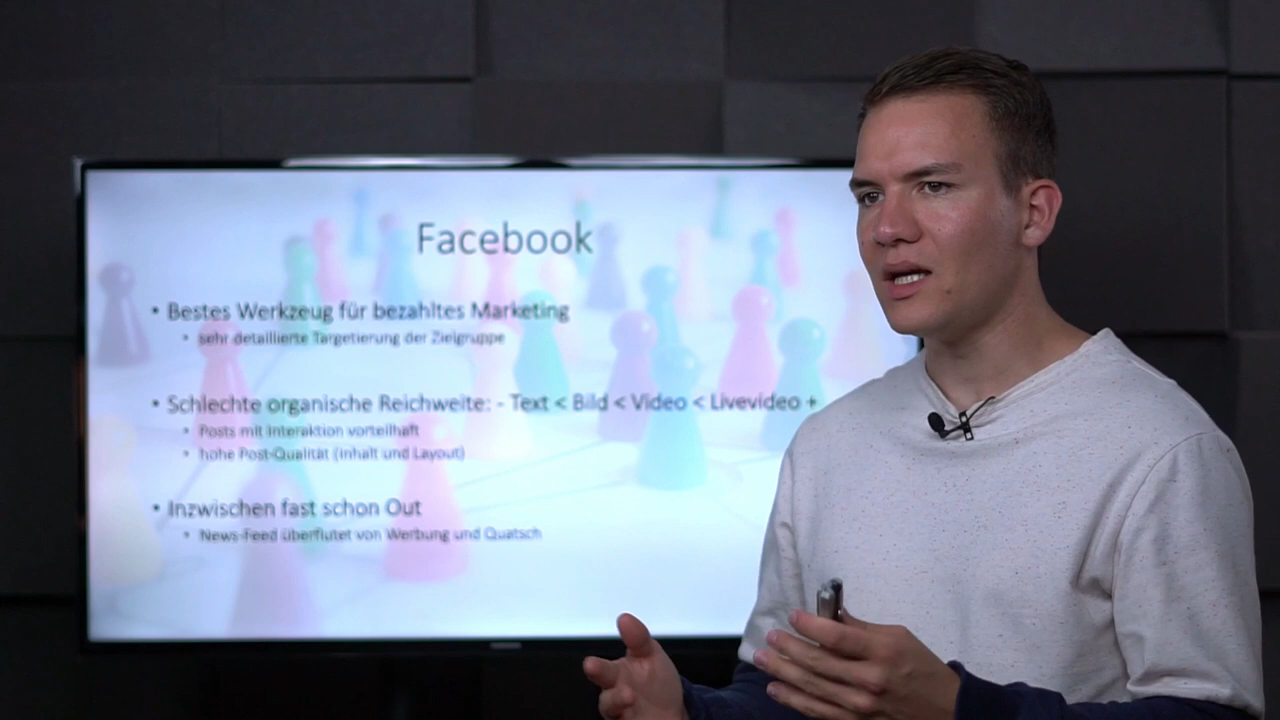 Facebook
• Bestes Werkzeug für bezahltes Marketing
• sehr detaillierte Targetierung der Zielgruppe
• Schlechte organische Reichweite: - Text < Bild < Video < Livevideo +
• Posts mit Interaktion vorteilhaft
• hohe Post-Qualität (Inhalt und Layout)
• Inzwischen fast schon Out
• News-Feed überflutet von Werbung und Quatsch